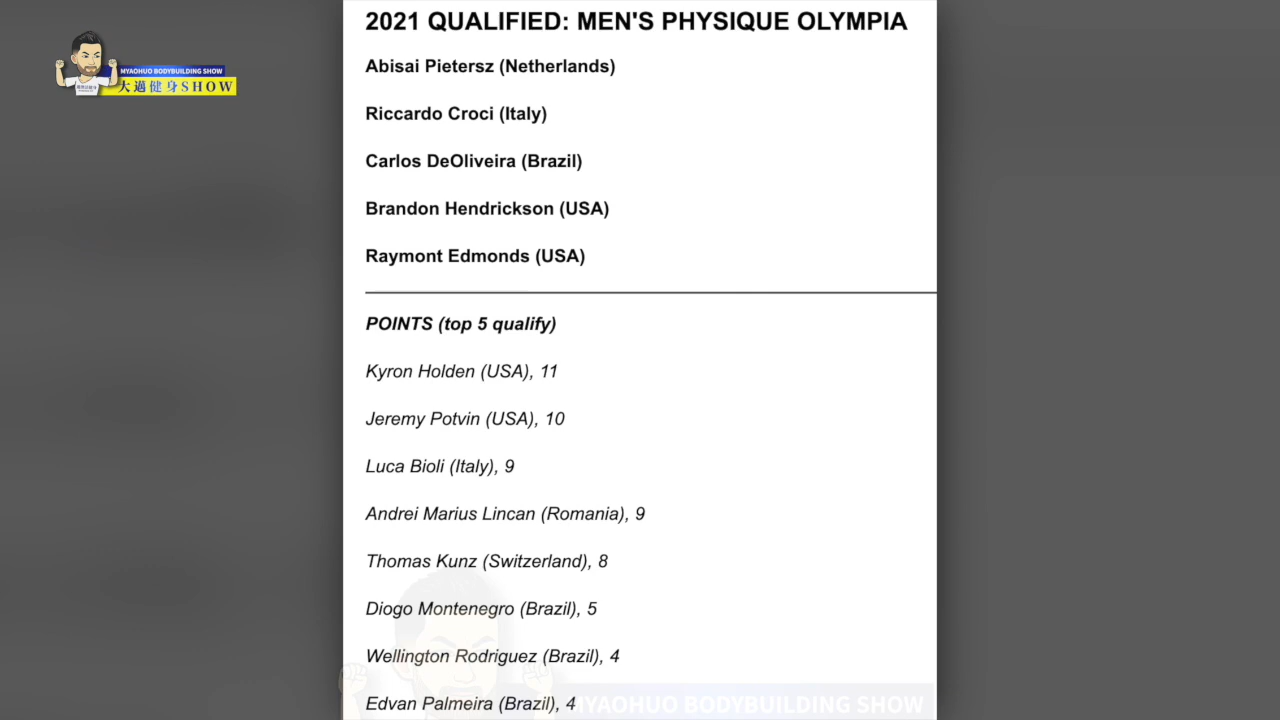 2021 QUALIFIED: MEN'S PHYSIQUE OLYMPIA
MYAOHUO BODYBUILDING SHOW
大邁健身SHOW
Abisai Pietersz (Netherlands)
Riccardo Croci (Italy)
Carlos DeOliveira (Brazil)
Brandon Hendrickson (USA)
Raymont Edmonds (USA)
POINTS (top 5 qualify)
Kyron Holden (USA), 11
Jeremy Potvin (USA), 10
Luca Bioli (Italy), 9
Andrei Marius Lincan (Romania), 9
Thomas Kunz (Switzerland), 8
Diogo Montenegro (Brazil), 5
Wellington Rodriguez (Brazil), 4
Edvan Palmeira (Brazil), 4
MYAOHUO BODYBUILDING SHOW